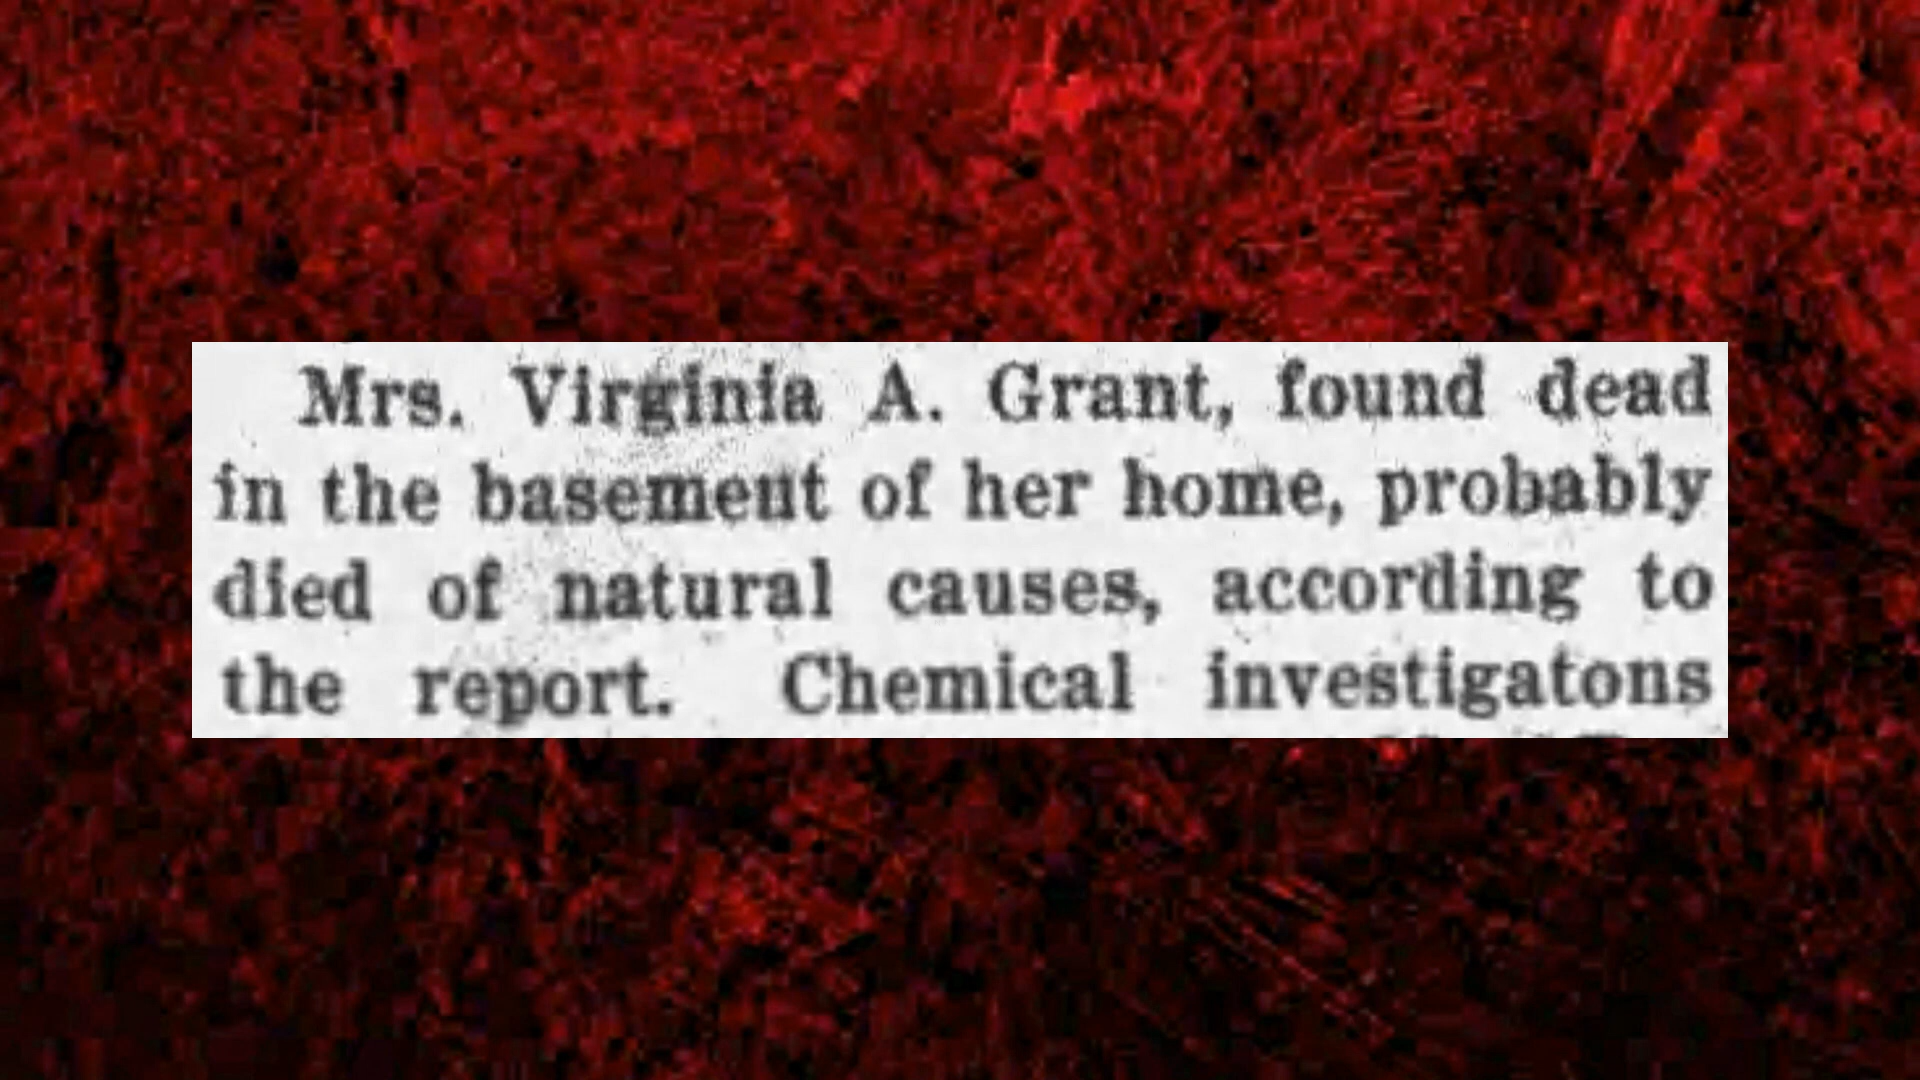 Mrs. Virginia A. Grant, found dead
in the basement of her home, probably
died of natural causes, according to
the report. Chemical investigatons